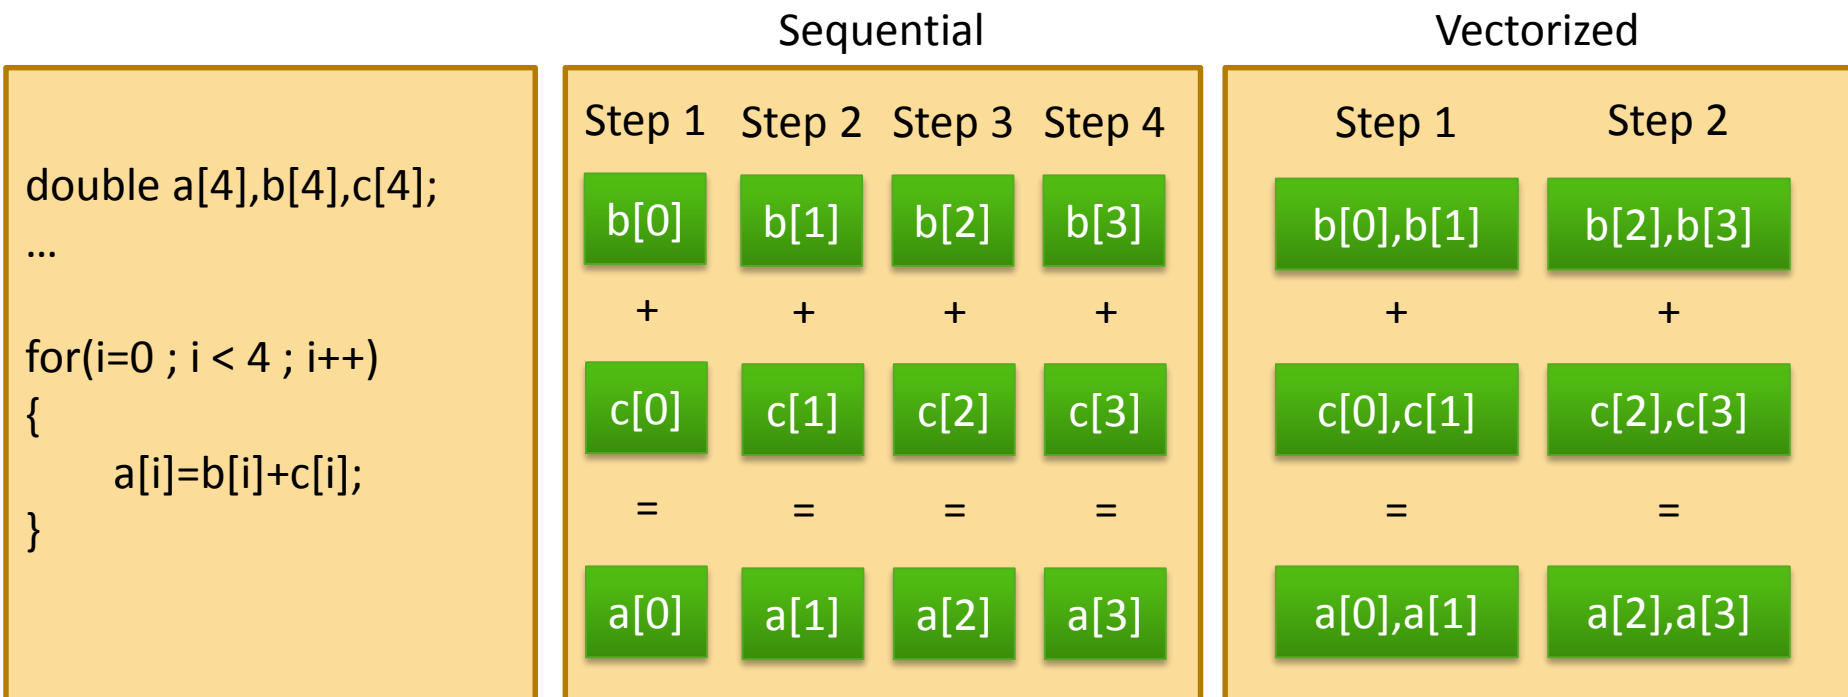 Sequential
Vectorized
double a[4],b[4],c[4];
...
for(i=0 ; i < 4 ; i++)
{
a[i]=b[i]+c[i];
}
Step 1 Step 2 Step 3 Step 4
b[0] b[1] b[2] b[3]
+ + + +
c[0] c[1] c[2] c[3]
= = = =
a[0] a[1] a[2] a[3]
Step 1 Step 2
b[0],b[1] b[2],b[3]
+ +
c[0],c[1] c[2],c[3]
= =
a[0],a[1] a[2],a[3]